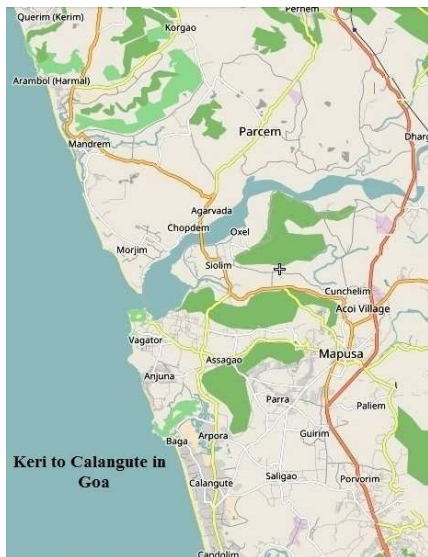 Pernem
Querim (Kerim)
Korgao
Arambol (Harmal)
Parcem
Mandrem
Agarvada
Chopdem
Oxel
Morjim
Siolim
Cunchelim
Acoi Village
Vagator
Assagao
Mapusa
Anjuna
Parra
Paliem
Baga
Arpora
Guirim
Keri to Calangute in
Goa
Saligao
Porvorim
Calangute
Candolim